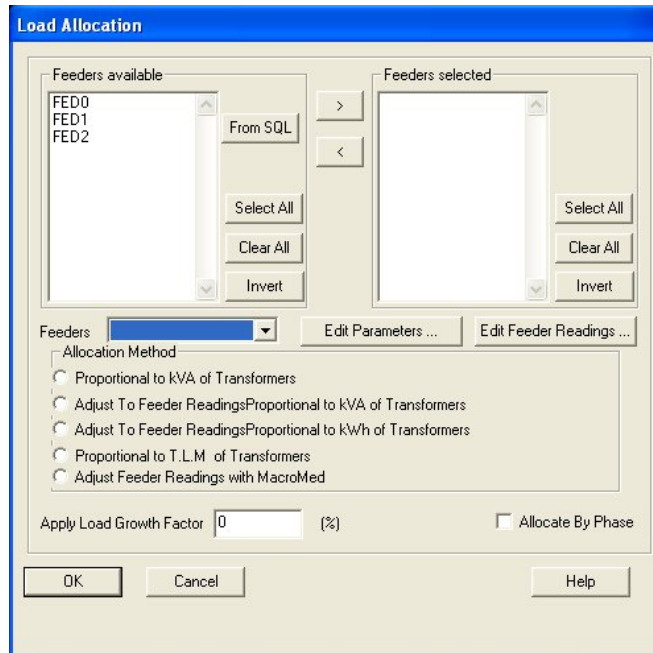 Load Allocation
Feeders available
Feeders selected
FED0
FED1
FED2
From SQL
>
<
Select All
Clear All
Invert
Select All
Clear All
Invert
Feeders
Edit Parameters ...
Edit Feeder Readings ...
Allocation Method
Proportional to kVA of Transformers
Adjust To Feeder ReadingsProportional to kVA of Transformers
Adjust To Feeder ReadingsProportional to kWh of Transformers
Proportional to T.L.M of Transformers
Adjust Feeder Readings with MacroMed
Apply Load Growth Factor 0 (%)
Allocate By Phase
OK
Cancel
Help